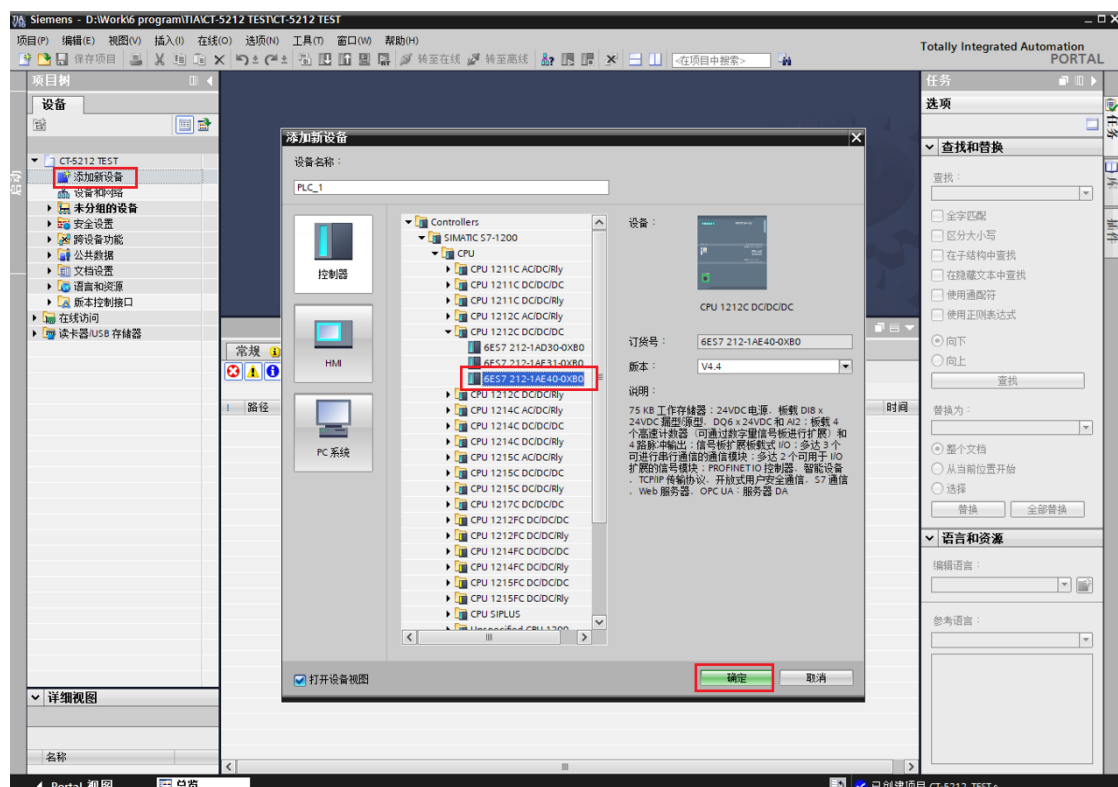 Siemens - D:\Work\6 program\TIA\CT-5212 TEST\CT-5212 TEST
项目(P) 编辑(E) 视图(V) 插入(I) 在线(O) 选项(N) 工具(T) 窗口(W) 帮助(H)
Totally Integrated Automation
PORTAL
保存项目 转至在线 转至离线 <在项目中搜索>
项目树
设备
CT-5212 TEST
添加新设备
设备和网络
未分组的设备
安全设置
跨设备功能
公共数据
文档设置
语言和资源
版本控制接口
在线访问
读卡器/USB 存储器
启动
详细视图
名称
常规
! 路径
时间
添加新设备
设备名称：
PLC_1
控制器
HMI
PC 系统
Controllers
SIMATIC S7-1200
CPU
CPU 1211C AC/DC/Rly
CPU 1211C DC/DC/DC
CPU 1211C DC/DC/Rly
CPU 1212C AC/DC/Rly
CPU 1212C DC/DC/DC
6ES7 212-1AD30-0XB0
6ES7 212-1AE31-0XB0
6ES7 212-1AE40-0XB0
CPU 1212C DC/DC/Rly
CPU 1214C AC/DC/Rly
CPU 1214C DC/DC/DC
CPU 1214C DC/DC/Rly
CPU 1215C AC/DC/Rly
CPU 1215C DC/DC/DC
CPU 1215C DC/DC/Rly
CPU 1217C DC/DC/DC
CPU 1212FC DC/DC/DC
CPU 1212FC DC/DC/Rly
CPU 1214FC DC/DC/DC
CPU 1214FC DC/DC/Rly
CPU 1215FC DC/DC/DC
CPU 1215FC DC/DC/Rly
CPU SIPLUS
Unspecified CPU 1200
设备：
CPU 1212C DC/DC/DC
订货号： 6ES7 212-1AE40-0XB0
版本： V4.4
说明：
75 KB 工作存储器；24VDC 电源，板载 DI8 x
24VDC 漏型/源型，DQ6 x 24VDC 和 AI2；板载 4
个高速计数器（可通过数字量信号板进行扩展）和
4 路脉冲输出；信号板扩展板载式 I/O；多达 3 个
可进行串行通信的通信模块；多达 2 个可用于 I/O
扩展的信号模块；PROFINET IO 控制器、智能设备
、TCP/IP 传输协议、开放式用户安全通信、S7 通信
、Web 服务器、OPC UA：服务器 DA
打开设备视图
确定
取消
任务
选项
查找和替换
查找：
全字匹配
区分大小写
在子结构中查找
在隐藏文本中查找
使用通配符
使用正则表达式
向下
向上
查找
替换为：
整个文档
从当前位置开始
选择
替换 全部替换
语言和资源
编辑语言：
参考语言：
任务
库
插件
Portal 视图 总览
已创建项目 CT-5212 TEST。